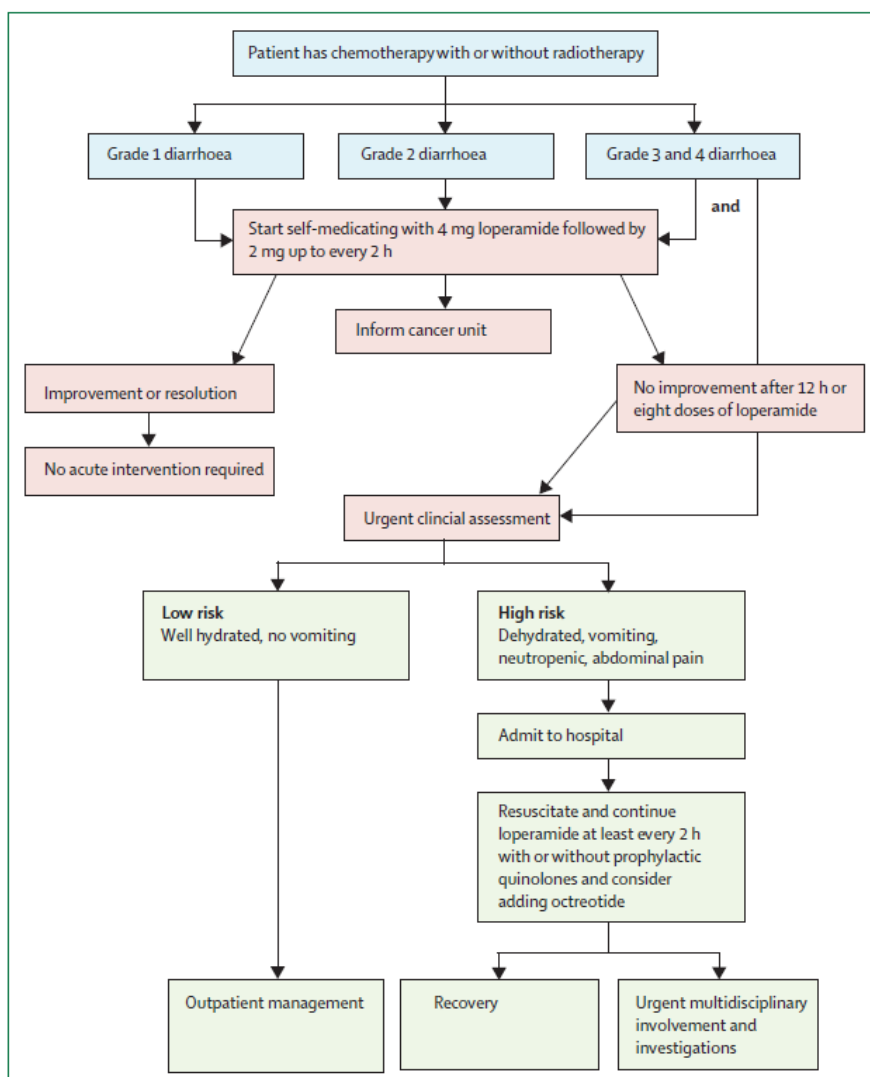 Patient has chemotherapy with or without radiotherapy
Grade 1 diarrhoea
Grade 2 diarrhoea
Grade 3 and 4 diarrhoea
and
Start self-medicating with 4 mg loperamide followed by
2 mg up to every 2 h
Inform cancer unit
Improvement or resolution
No improvement after 12 h or
eight doses of loperamide
No acute intervention required
Urgent clincial assessment
Low risk
Well hydrated, no vomiting
High risk
Dehydrated, vomiting,
neutropenic, abdominal pain
Admit to hospital
Resuscitate and continue
loperamide at least every 2 h
with or without prophylactic
quinolones and consider
adding octreotide
Outpatient management
Recovery
Urgent multidisciplinary
involvement and
investigations